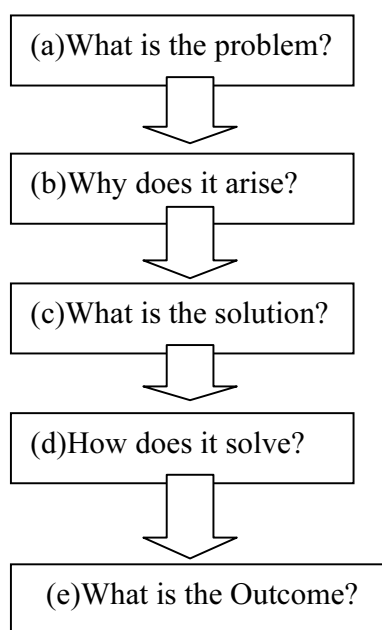 (a)What is the problem?
(b)Why does it arise?
(c)What is the solution?
(d)How does it solve?
(e)What is the Outcome?